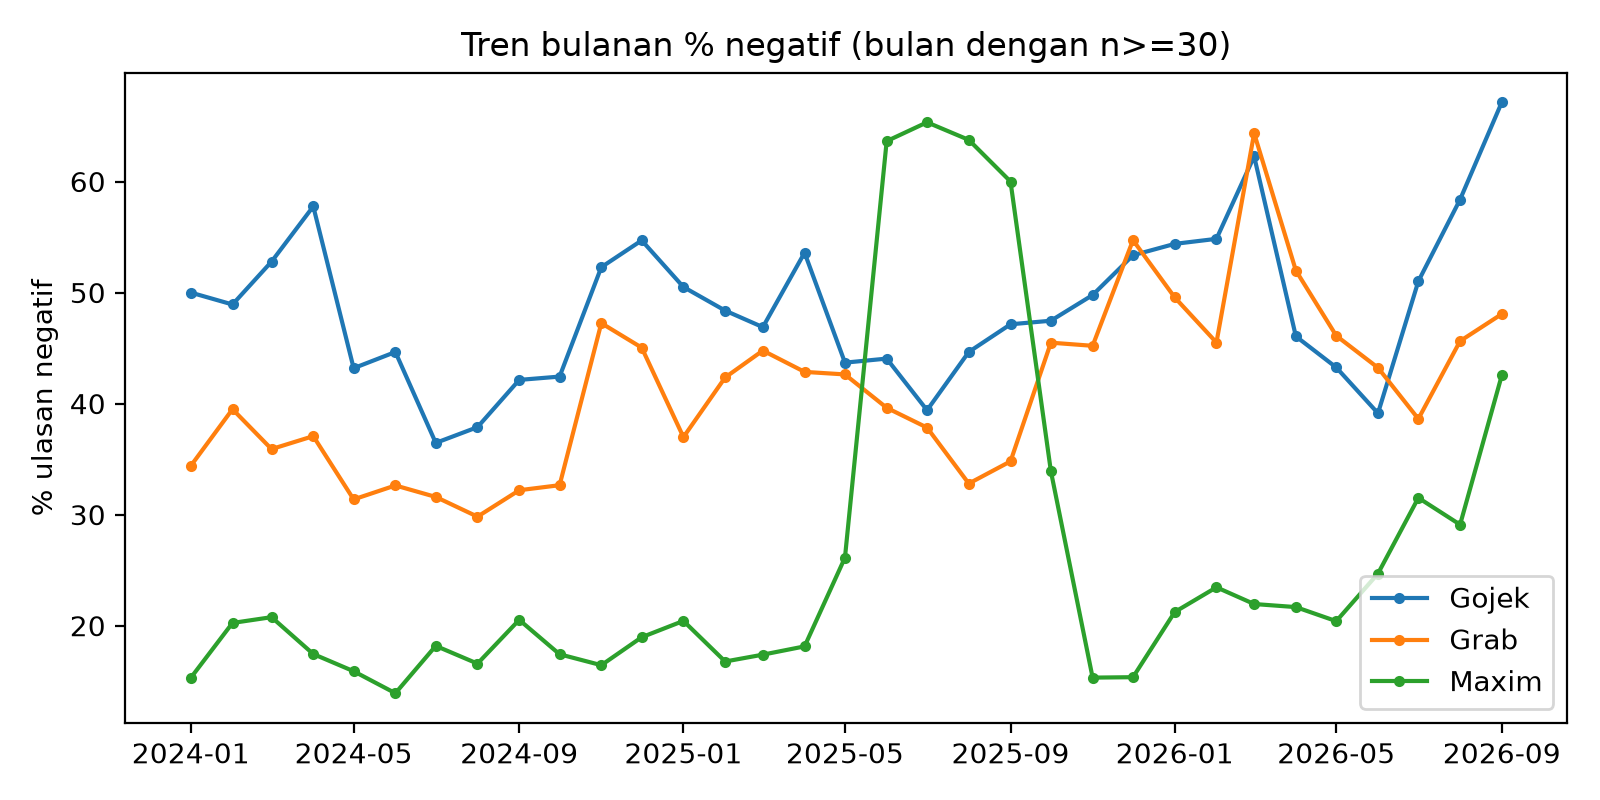 Tren bulanan % negatif (bulan dengan n>=30)
% ulasan negatif
60
50
40
30
20
Gojek
Grab
Maxim
2024-01 2024-05 2024-09 2025-01 2025-05 2025-09 2026-01 2026-05 2026-09